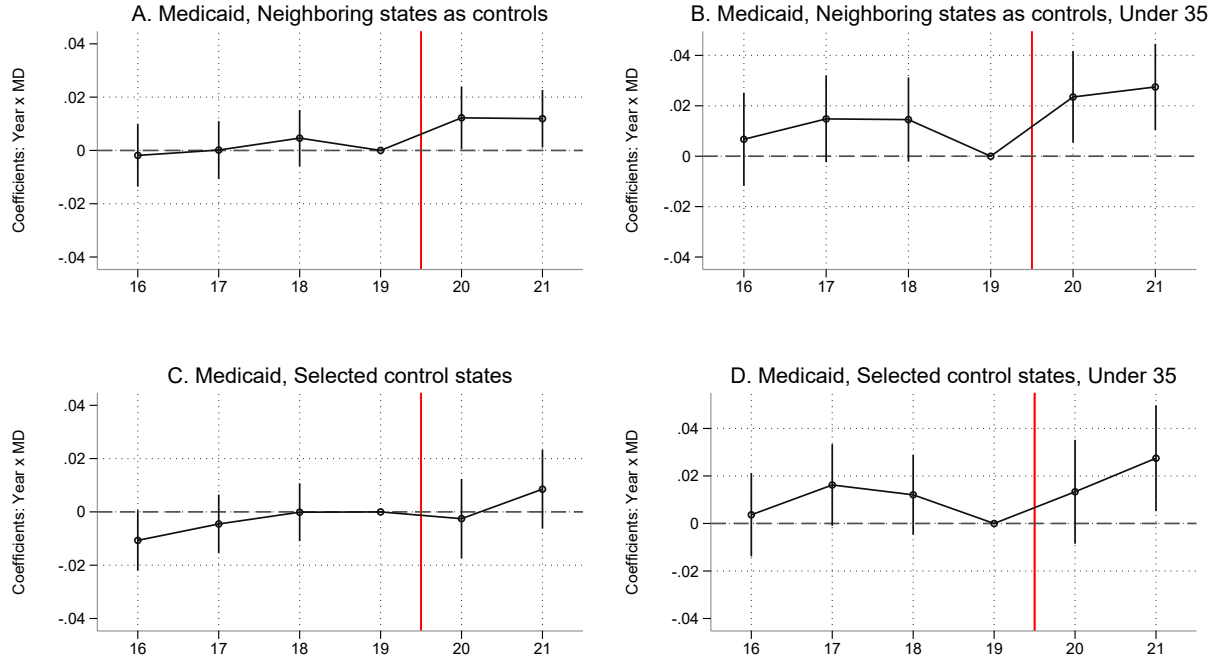 A. Medicaid, Neighboring states as controls
Coefficients: Year x MD
.04
.02
0
-.02
-.04
16 17 18 19 20 21
B. Medicaid, Neighboring states as controls, Under 35
Coefficients: Year x MD
.04
.02
0
-.02
-.04
16 17 18 19 20 21
C. Medicaid, Selected control states
Coefficients: Year x MD
.04
.02
0
-.02
-.04
16 17 18 19 20 21
D. Medicaid, Selected control states, Under 35
Coefficients: Year x MD
.04
.02
0
-.02
-.04
16 17 18 19 20 21